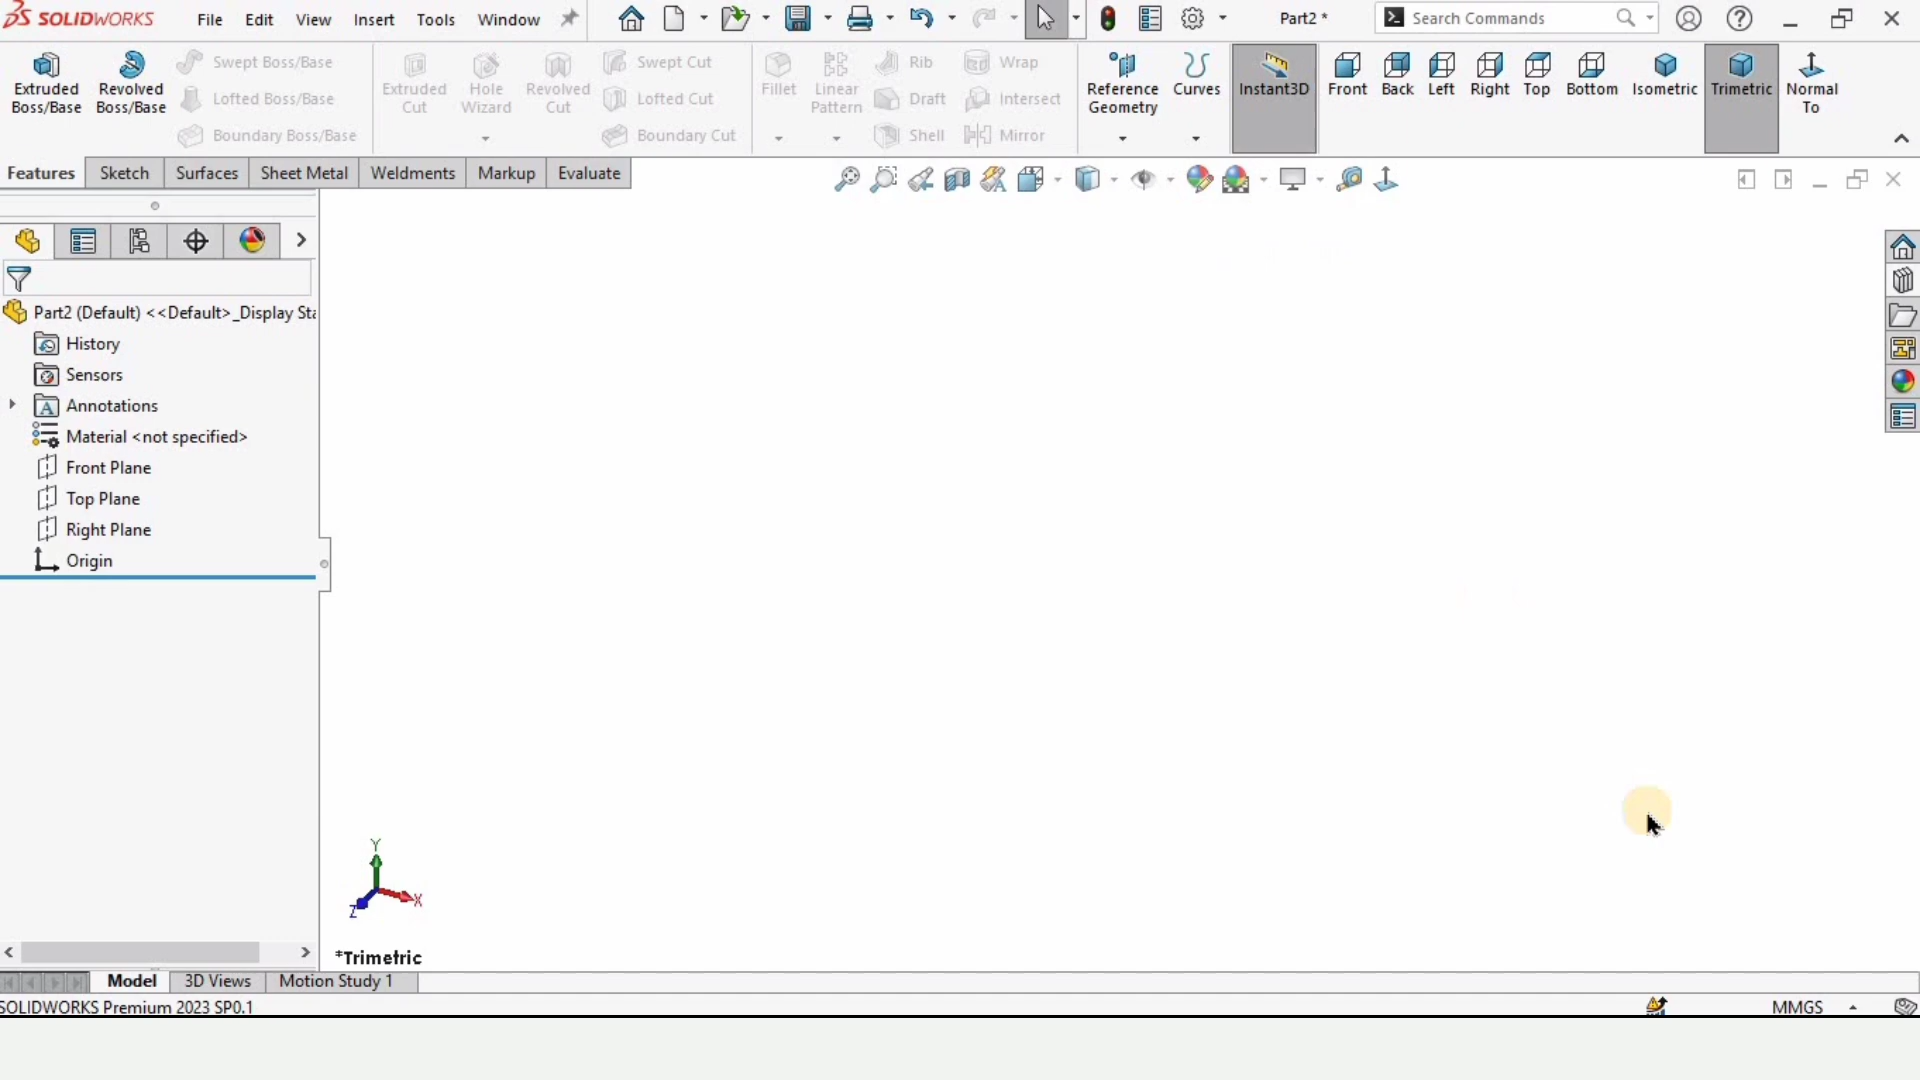 SOLIDWORKS File Edit View Insert Tools Window Part2 * Search Commands
Extruded Boss/Base
Revolved Boss/Base
Swept Boss/Base
Lofted Boss/Base
Boundary Boss/Base
Extruded Cut
Hole Wizard
Revolved Cut
Swept Cut
Lofted Cut
Boundary Cut
Fillet
Linear Pattern
Rib
Draft
Shell
Wrap
Intersect
Mirror
Reference Geometry
Curves
Instant3D
Front
Back
Left
Right
Top
Bottom
Isometric
Trimetric
Normal To
Features Sketch Surfaces Sheet Metal Weldments Markup Evaluate
Part2 (Default) <<Default>_Display Sta
History
Sensors
A Annotations
Material <not specified>
Front Plane
Top Plane
Right Plane
Origin
Y
X
Z
*Trimetric
Model 3D Views Motion Study 1
SOLIDWORKS Premium 2023 SP0.1 MMGS